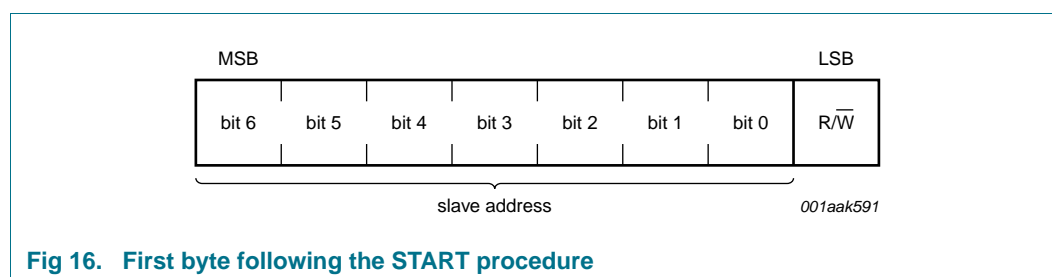 MSB LSB
bit 6 bit 5 bit 4 bit 3 bit 2 bit 1 bit 0 R/W̅
slave address 001aak591
Fig 16. First byte following the START procedure